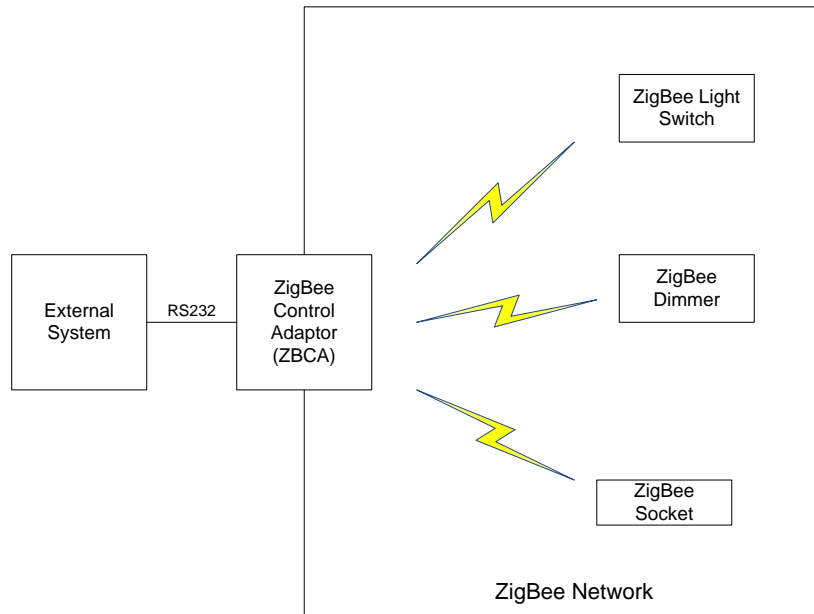 ZigBee Light
Switch
External
System
RS232
ZigBee
Control
Adaptor
(ZBCA)
ZigBee
Dimmer
ZigBee
Socket
ZigBee Network